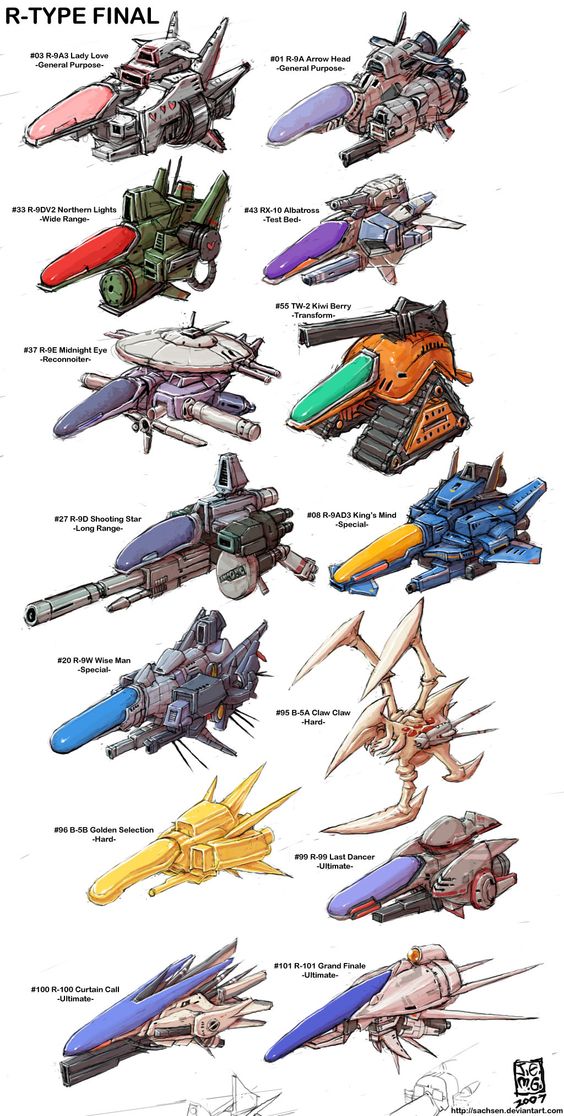 R-TYPE FINAL
#03 R-9A3 Lady Love
-General Purpose-
#01 R-9A Arrow Head
-General Purpose-
#33 R-9DV2 Northern Lights
-Wide Range-
#43 RX-10 Albatross
-Test Bed-
#55 TW-2 Kiwi Berry
-Transform-
#37 R-9E Midnight Eye
-Reconnoiter-
#27 R-9D Shooting Star
-Long Range-
#08 R-9AD3 King's Mind
-Special-
#20 R-9W Wise Man
-Special-
#95 B-5A Claw Claw
-Hard-
#96 B-5B Golden Selection
-Hard-
#99 R-99 Last Dancer
-Ultimate-
#100 R-100 Curtain Call
-Ultimate-
#101 R-101 Grand Finale
-Ultimate-
2007
http://sachsen.deviantart.com